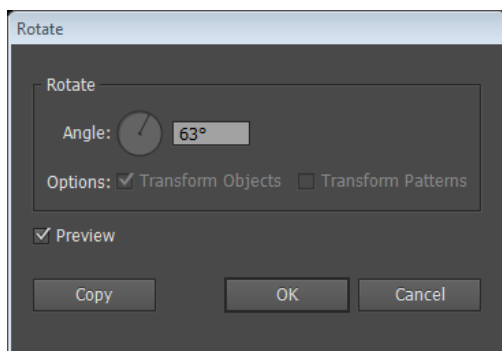 Rotate
Rotate
Angle: 63°
Options: Transform Objects Transform Patterns
Preview
Copy OK Cancel